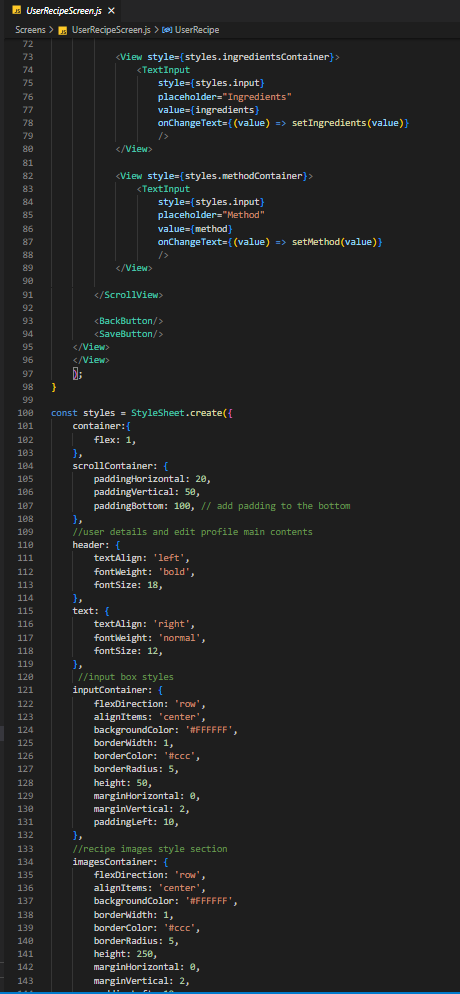 JS UserRecipeScreen.js ×
Screens > JS UserRecipeScreen.js > UserRecipe
72
73 <View style={styles.ingredientsContainer}>
74 <TextInput
75 style={styles.input}
76 placeholder="Ingredients"
77 value={ingredients}
78 onChangeText={(value) => setIngredients(value)}
79 />
80 </View>
81
82 <View style={styles.methodContainer}>
83 <TextInput
84 style={styles.input}
85 placeholder="Method"
86 value={method}
87 onChangeText={(value) => setMethod(value)}
88 />
89 </View>
90
91 </ScrollView>
92
93 <BackButton/>
94 <SaveButton/>
95 </View>
96 </View>
97 );
98 }
99
100 const styles = StyleSheet.create({
101 container:{
102 flex: 1,
103 },
104 scrollContainer: {
105 paddingHorizontal: 20,
106 paddingVertical: 50,
107 paddingBottom: 100, // add padding to the bottom
108 },
109 //user details and edit profile main contents
110 header: {
111 textAlign: 'left',
112 fontWeight: 'bold',
113 fontSize: 18,
114 },
115 text: {
116 textAlign: 'right',
117 fontWeight: 'normal',
118 fontSize: 12,
119 },
120 //input box styles
121 inputContainer: {
122 flexDirection: 'row',
123 alignItems: 'center',
124 backgroundColor: '#FFFFFF',
125 borderWidth: 1,
126 borderColor: '#ccc',
127 borderRadius: 5,
128 height: 50,
129 marginHorizontal: 0,
130 marginVertical: 2,
131 paddingLeft: 10,
132 },
133 //recipe images style section
134 imagesContainer: {
135 flexDirection: 'row',
136 alignItems: 'center',
137 backgroundColor: '#FFFFFF',
138 borderWidth: 1,
139 borderColor: '#ccc',
140 borderRadius: 5,
141 height: 250,
142 marginHorizontal: 0,
143 marginVertical: 2,